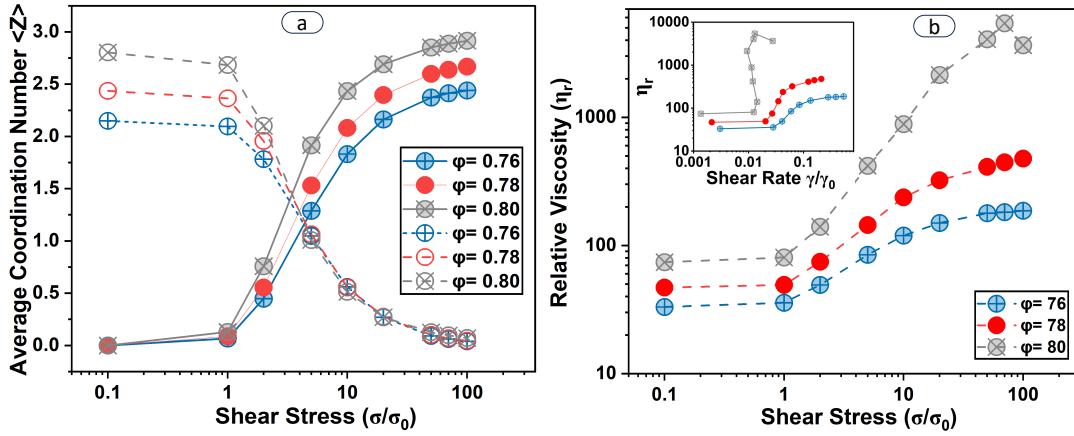 a
Average Coordination Number <Z>
3.0
2.5
2.0
1.5
1.0
0.5
0.0
φ= 0.76
φ= 0.78
φ= 0.80
φ= 0.76
φ= 0.78
φ= 0.80
0.1 1 10 100
Shear Stress (σ/σ0)
b
Relative Viscosity (ηr)
1000
100
10
ηr
10000
1000
100
10
0.001 0.01 0.1 1
Shear Rate γ/γ0
φ= 76
φ= 78
φ= 80
0.1 1 10 100
Shear Stress (σ/σ0)